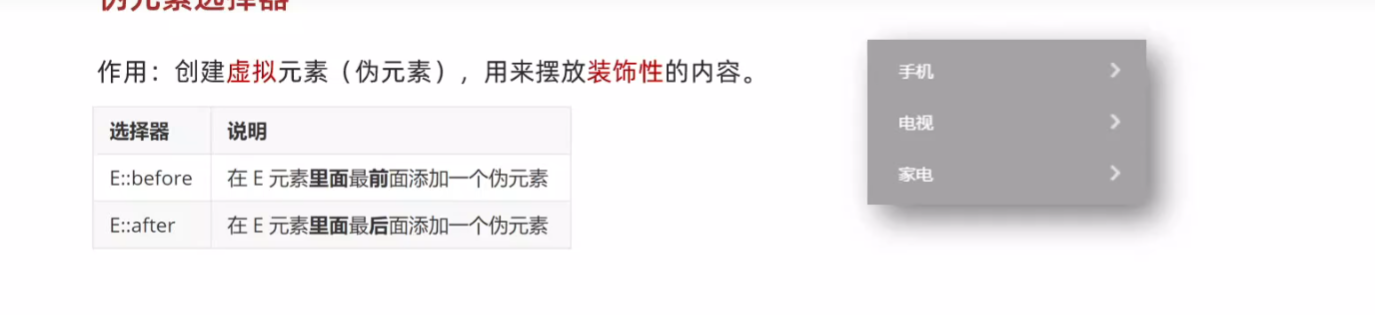 伪元素选择器
作用：创建虚拟元素（伪元素），用来摆放装饰性的内容。
选择器 说明
E::before 在 E 元素里面最前面添加一个伪元素
E::after 在 E 元素里面最后面添加一个伪元素
手机
电视
家电